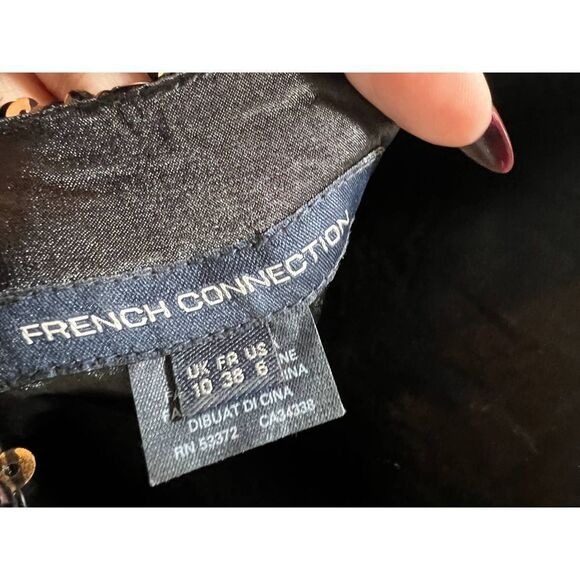 FRENCH CONNECTION
UK FR US
10 38 6
DIBUAT DI CINA
RN 53372 CA34338